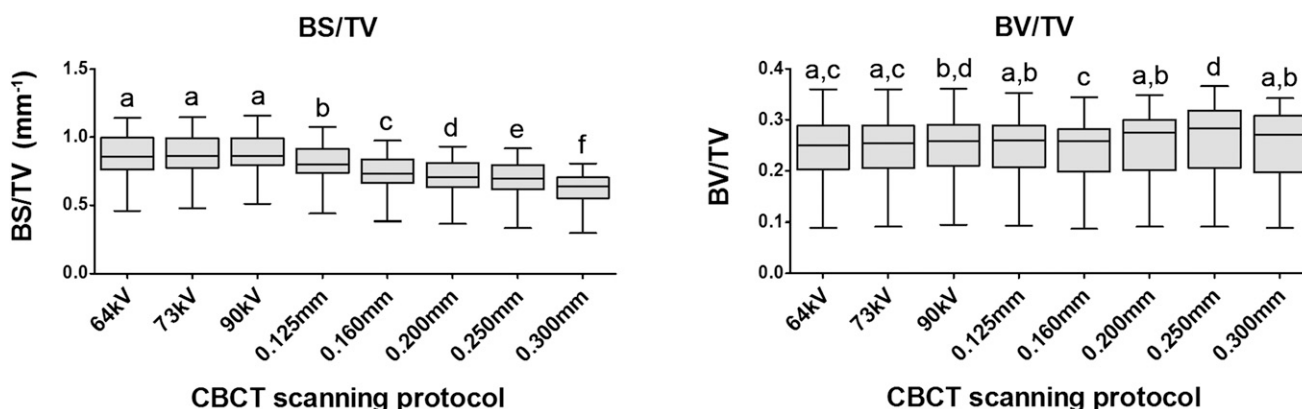 BS/TV
BS/TV (mm⁻¹)
1.5
1.0
0.5
0.0
a
a
a
b
c
d
e
f
64kV
73kV
90kV
0.125mm
0.160mm
0.200mm
0.250mm
0.300mm
CBCT scanning protocol
BV/TV
BV/TV
0.4
0.3
0.2
0.1
0.0
a,c
a,c
b,d
a,b
c
a,b
d
a,b
64kV
73kV
90kV
0.125mm
0.160mm
0.200mm
0.250mm
0.300mm
CBCT scanning protocol